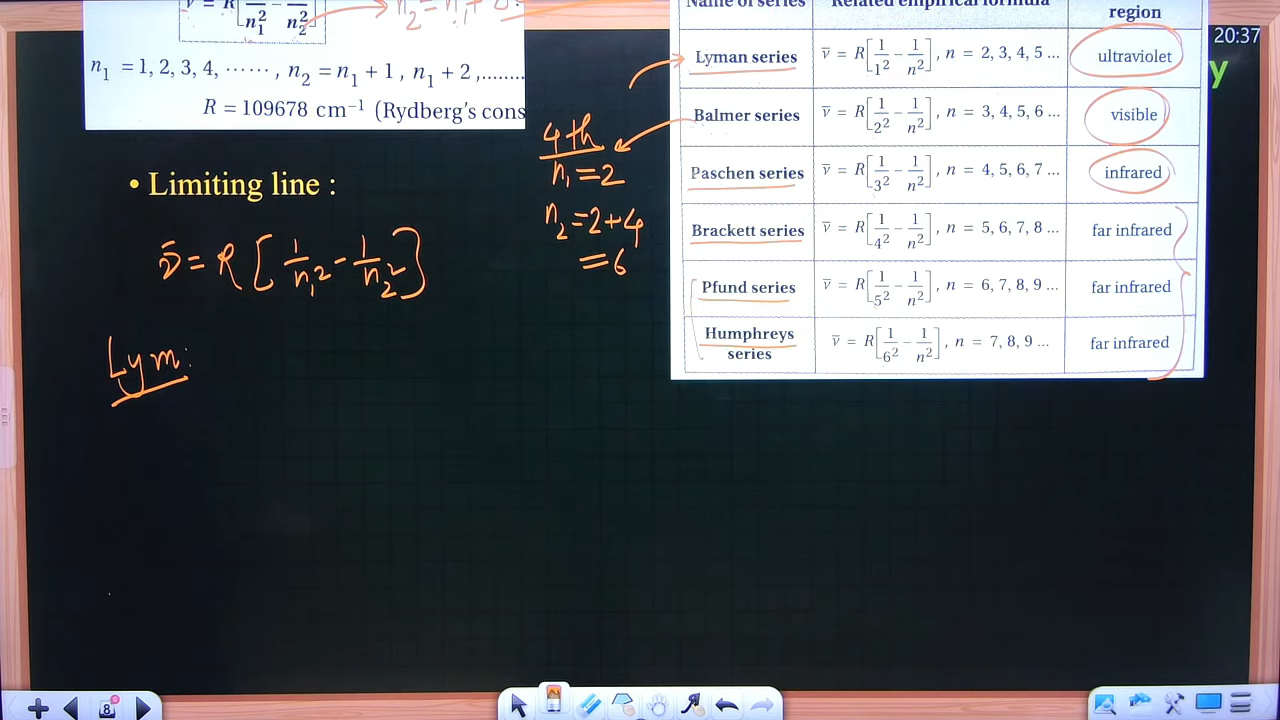 ν̄ = R[1/n₁² − 1/n₂²]
n₁ = 1, 2, 3, 4, ⋯⋯, n₂ = n₁ + 1 , n₁ + 2 ,........
R = 109678 cm⁻¹ (Rydberg's cons
• Limiting line :
ν̄ = R [1/n₁² − 1/n₂²]
Lym:
4th
n₁ = 2
n₂ = 2+4
= 6
Name of series Related empirical formula region
Lyman series ν̄ = R[1/1² − 1/n²], n = 2, 3, 4, 5 ... ultraviolet
Balmer series ν̄ = R[1/2² − 1/n²], n = 3, 4, 5, 6 ... visible
Paschen series ν̄ = R[1/3² − 1/n²], n = 4, 5, 6, 7 ... infrared
Brackett series ν̄ = R[1/4² − 1/n²], n = 5, 6, 7, 8 ... far infrared
Pfund series ν̄ = R[1/5² − 1/n²], n = 6, 7, 8, 9 ... far infrared
Humphreys series ν̄ = R[1/6² − 1/n²], n = 7, 8, 9 ... far infrared
20:37
y
8